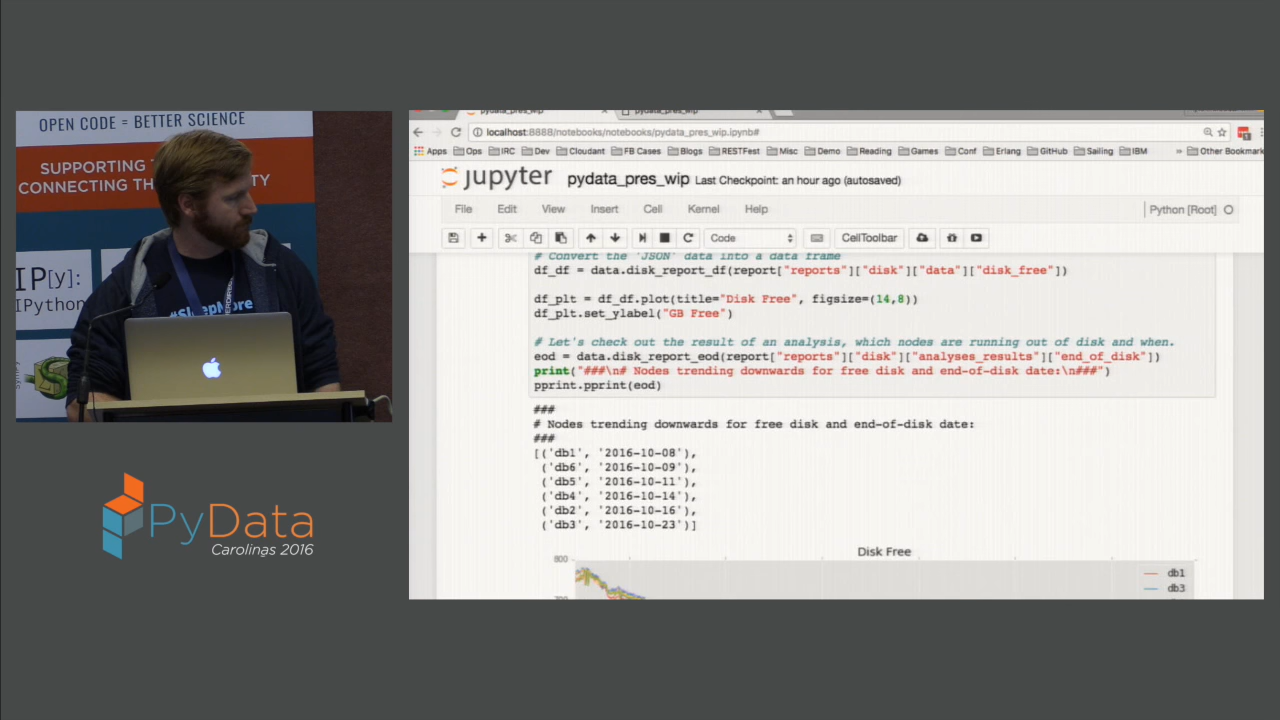 OPEN CODE = BETTER SCIENCE
SUPPORTING
CONNECTING TH
TY
IP[y]:
IPython
PyData
Carolinas 2016
pydata_pres_wip
pydata_pres_wip
localhost:8888/notebooks/notebooks/pydata_pres_wip.ipynb#
Apps Ops IRC Dev Cloudant FB Cases Blogs RESTFest Misc Demo Reading Games Conf Erlang GitHub Sailing IBM » Other Bookmark
jupyter pydata_pres_wip Last Checkpoint: an hour ago (autosaved)
File Edit View Insert Cell Kernel Help Python [Root]
Code CellToolbar
# Convert the 'JSON' data into a data frame
df_df = data.disk_report_df(report["reports"]["disk"]["data"]["disk_free"])
df_plt = df_df.plot(title="Disk Free", figsize=(14,8))
df_plt.set_ylabel("GB Free")
# Let's check out the result of an analysis, which nodes are running out of disk and when.
eod = data.disk_report_eod(report["reports"]["disk"]["analyses_results"]["end_of_disk"])
print("###\n# Nodes trending downwards for free disk and end-of-disk date:\n###")
pprint.pprint(eod)
###
# Nodes trending downwards for free disk and end-of-disk date:
###
[('db1', '2016-10-08'),
('db6', '2016-10-09'),
('db5', '2016-10-11'),
('db4', '2016-10-14'),
('db2', '2016-10-16'),
('db3', '2016-10-23')]
Disk Free
800
db1
db3